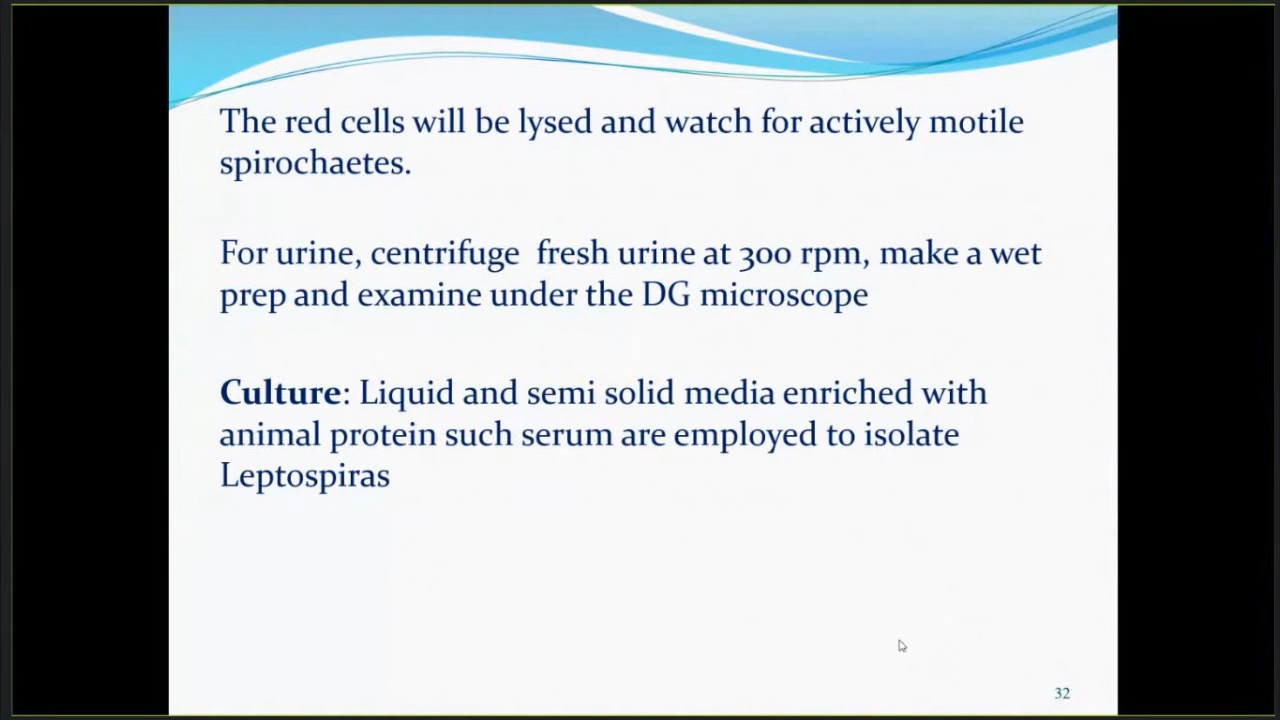 The red cells will be lysed and watch for actively motile
spirochaetes.
For urine, centrifuge fresh urine at 300 rpm, make a wet
prep and examine under the DG microscope
Culture: Liquid and semi solid media enriched with
animal protein such serum are employed to isolate
Leptospiras
32